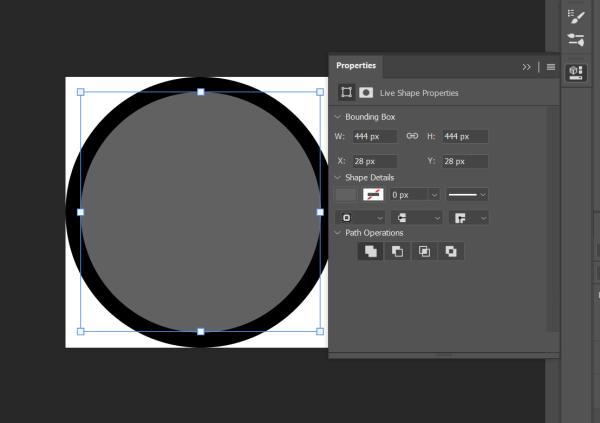 Properties
Live Shape Properties
Bounding Box
W: 444 px H: 444 px
X: 28 px Y: 28 px
Shape Details
0 px
Path Operations